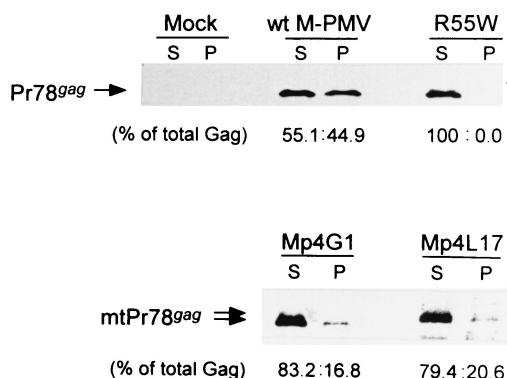 Mock wt M-PMV R55W
S P S P S P
Pr78gag
(% of total Gag) 55.1:44.9 100 : 0.0
Mp4G1 Mp4L17
S P S P
mtPr78gag
(% of total Gag) 83.2:16.8 79.4:20.6